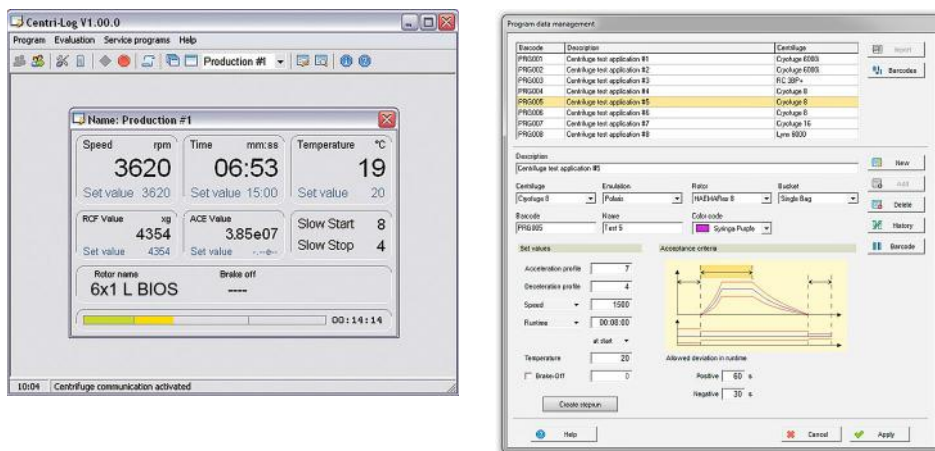 Centri-Log V1.00.0
Program Evaluation Service programs Help
Production #1
Name: Production #1
Speed rpm
3620
Set value 3620
Time mm:ss
06:53
Set value 15:00
Temperature °C
19
Set value 20
RCF Value xg
4354
Set value 4354
ACE Value
3.85e07
Set value -.--e--
Slow Start 8
Slow Stop 4
Rotor name
6x1 L BIOS
Brake off
----
00:14:14
10:04 Centrifuge communication activated
Program data management
Barcode Description Centrifuge
PRG001 Centrifuge test application #1 Cryofuge 6000i
PRG002 Centrifuge test application #2 Cryofuge 6000i
PRG003 Centrifuge test application #3 RC 3BP+
PRG004 Centrifuge test application #4 Cryofuge 8
PRG005 Centrifuge test application #5 Cryofuge 8
PRG006 Centrifuge test application #6 Cryofuge 8
PRG007 Centrifuge test application #7 Cryofuge 16
PRG008 Centrifuge test application #8 Lynx 6000
Import
Barcodes
Description
Centrifuge test application #5
Centrifuge Emulation Rotor Bucket
Cryofuge 8 Polaris HAEMAFlex 8 Single Bag
Barcode Name Color code
PRG005 Test 5 Syringa Purple
New
Add
Delete
History
Barcode
Set values
Acceleration profile 7
Deceleration profile 4
Speed 1500
Runtime 00:08:00
at start
Temperature 20
Brake-Off 0
Create steprun
Acceptance criteria
Allowed deviation in runtime
Positive 60 s
Negative 30 s
Help
Cancel
Apply